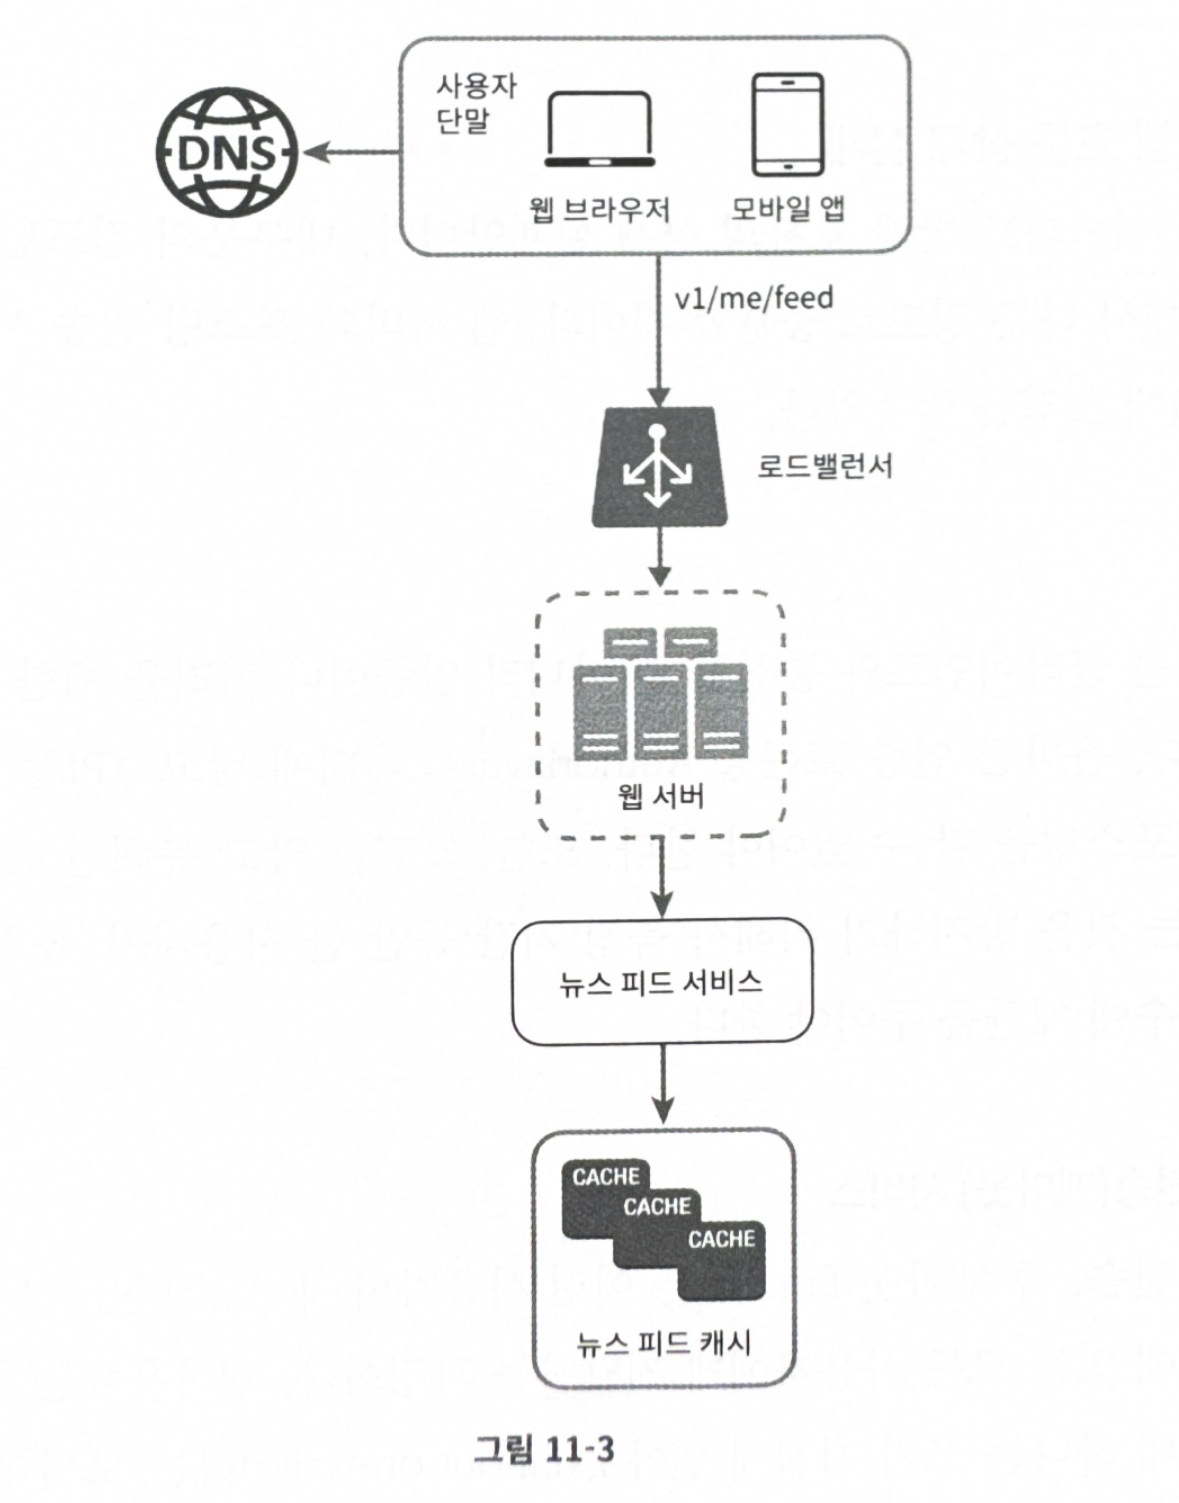 사용자
단말
DNS
웹 브라우저
모바일 앱
v1/me/feed
로드밸런서
웹 서버
뉴스 피드 서비스
CACHE
CACHE
CACHE
뉴스 피드 캐시
그림 11-3